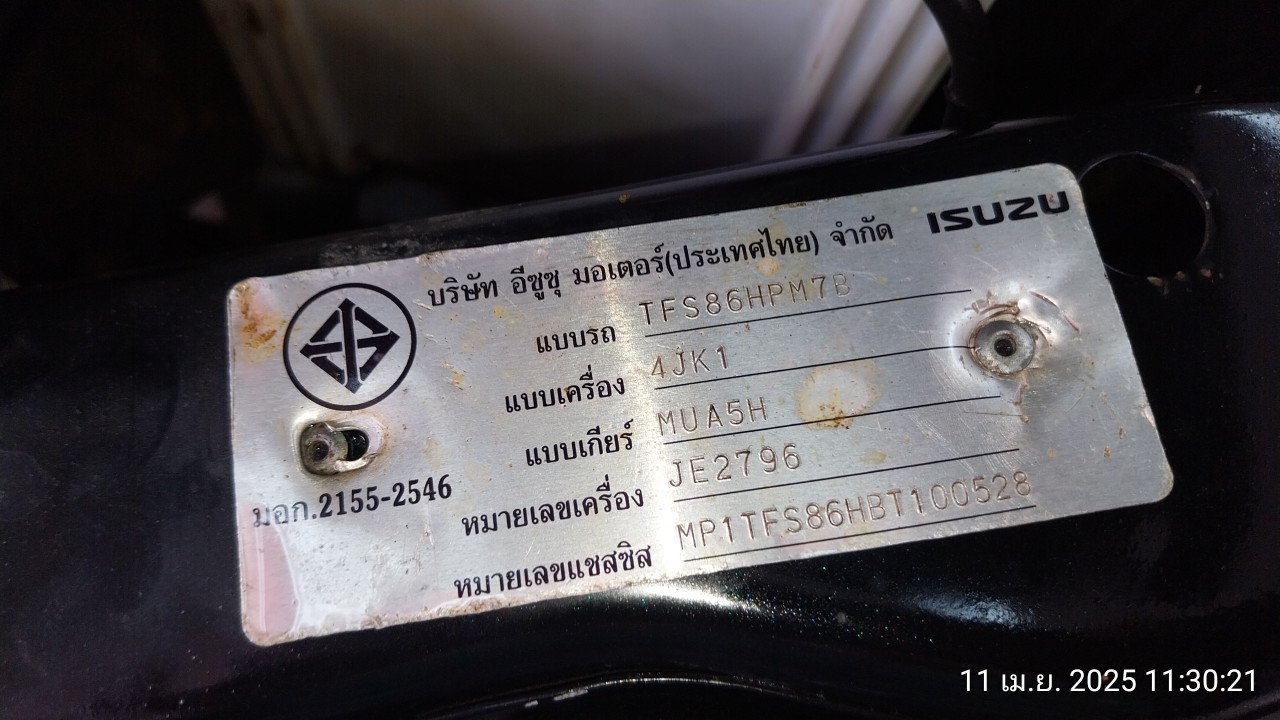 ISUZU
บริษัท อีซูซุ มอเตอร์(ประเทศไทย) จำกัด
แบบรถ TFS86HPM7B
แบบเครื่อง 4JK1
แบบเกียร์ MUA5H
หมายเลขเครื่อง JE2796
หมายเลขแชสซิส MP1TFS86HBT100528
มอก.2155-2546
11 เม.ย. 2025 11:30:21